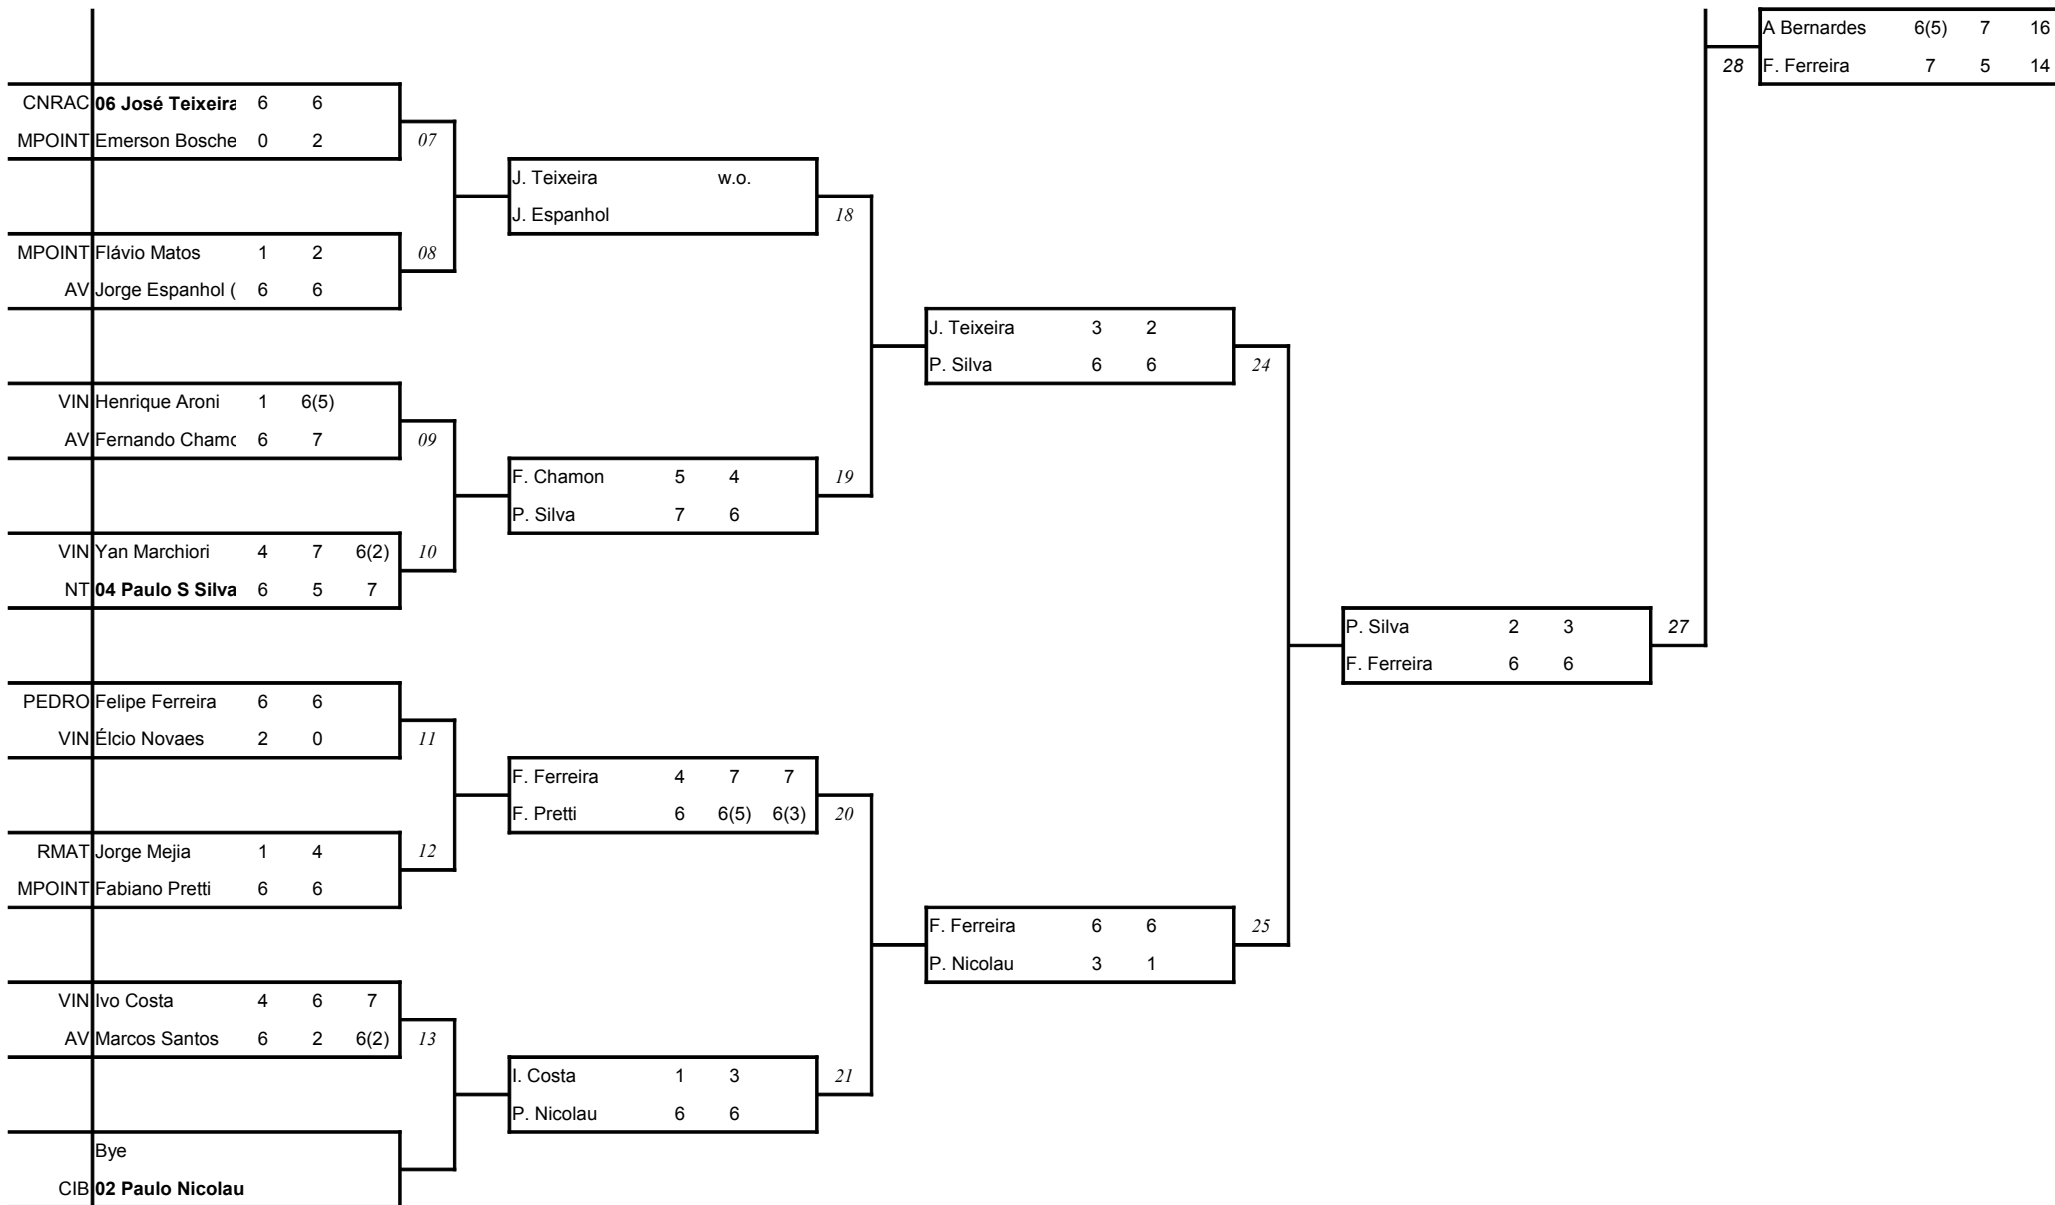 A Bernardes 6(5) 7 16
28 F. Ferreira 7 5 14
CNRAC 06 José Teixeira 6 6
MPOINT Emerson Bosche 0 2 07
J. Teixeira w.o.
J. Espanhol 18
MPOINT Flávio Matos 1 2 08
AV Jorge Espanhol ( 6 6
J. Teixeira 3 2
P. Silva 6 6 24
VIN Henrique Aroni 1 6(5)
AV Fernando Chamo 6 7 09
F. Chamon 5 4 19
P. Silva 7 6
VIN Yan Marchiori 4 7 6(2) 10
NT 04 Paulo S Silva 6 5 7
P. Silva 2 3 27
F. Ferreira 6 6
PEDRO Felipe Ferreira 6 6
VIN Élcio Novaes 2 0 11
F. Ferreira 4 7 7
F. Pretti 6 6(5) 6(3) 20
RMAT Jorge Mejia 1 4 12
MPOINT Fabiano Pretti 6 6
F. Ferreira 6 6 25
P. Nicolau 3 1
VIN Ivo Costa 4 6 7
AV Marcos Santos 6 2 6(2) 13
I. Costa 1 3 21
P. Nicolau 6 6
Bye
CIB 02 Paulo Nicolau